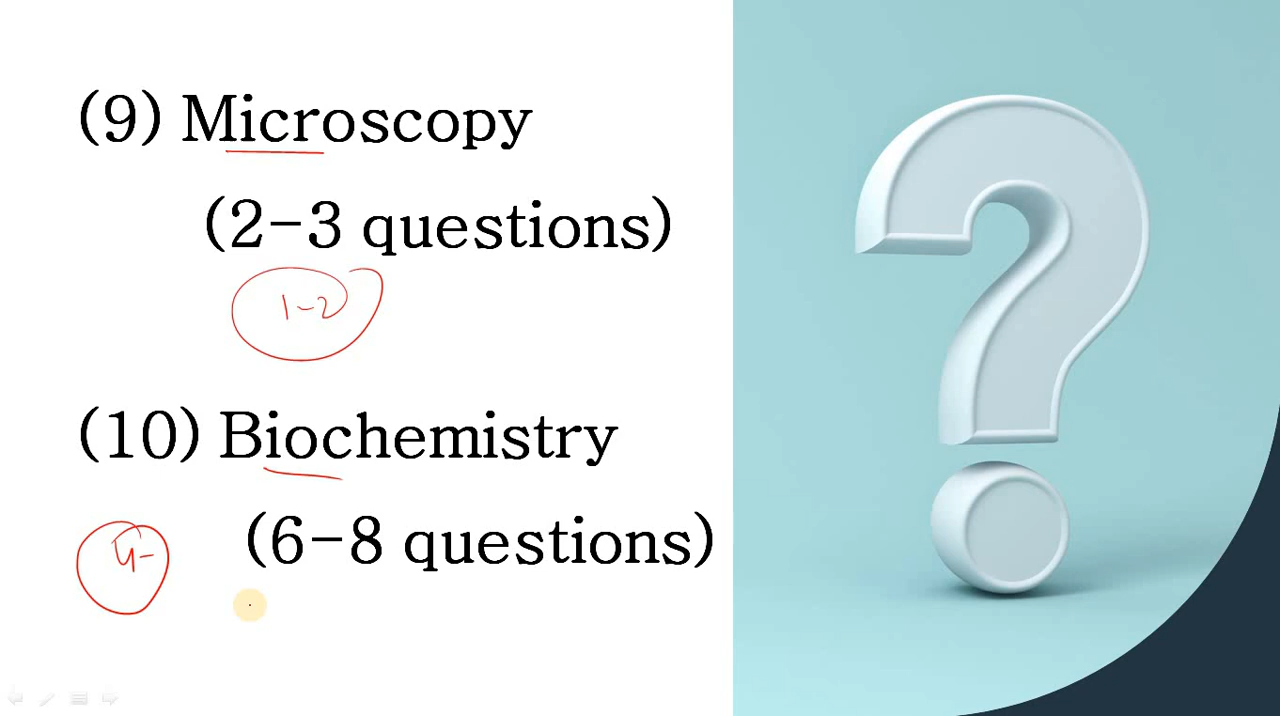 (9) Microscopy
(2-3 questions)
1-2
(10) Biochemistry
(6-8 questions)